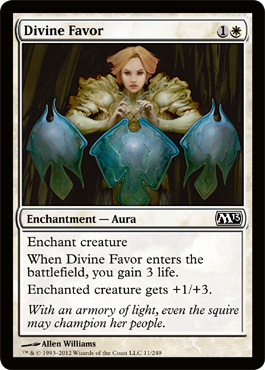 Divine Favor 1
Enchantment — Aura M13
Enchant creature
When Divine Favor enters the
battlefield, you gain 3 life.
Enchanted creature gets +1/+3.
With an armory of light, even the squire
may champion her people.
Allen Williams
™ & © 1993–2012 Wizards of the Coast LLC 11/249